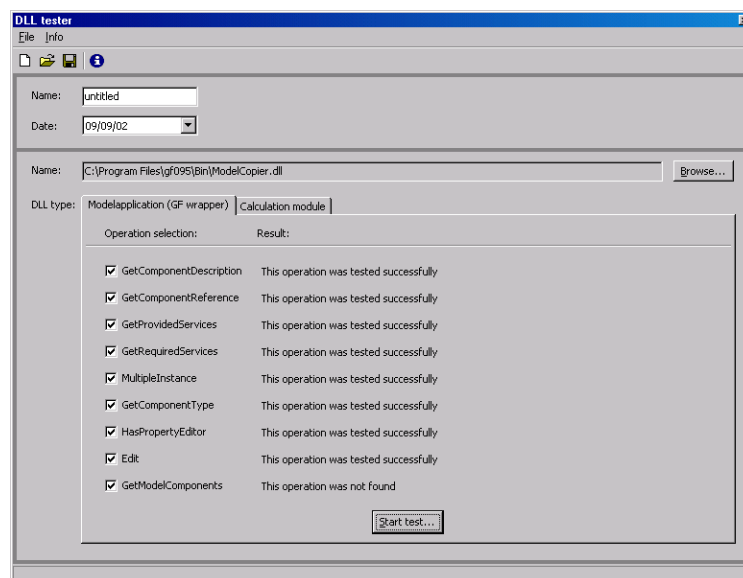 DLL tester
File Info
Name: untitled
Date: 09/09/02
Name: C:\Program Files\gf095\Bin\ModelCopier.dll Browse...
DLL type: Modelapplication (GF wrapper) Calculation module
Operation selection: Result:
GetComponentDescription This operation was tested successfully
GetComponentReference This operation was tested successfully
GetProvidedServices This operation was tested successfully
GetRequiredServices This operation was tested successfully
MultipleInstance This operation was tested successfully
GetComponentType This operation was tested successfully
HasPropertyEditor This operation was tested successfully
Edit This operation was tested successfully
GetModelComponents This operation was not found
Start test...